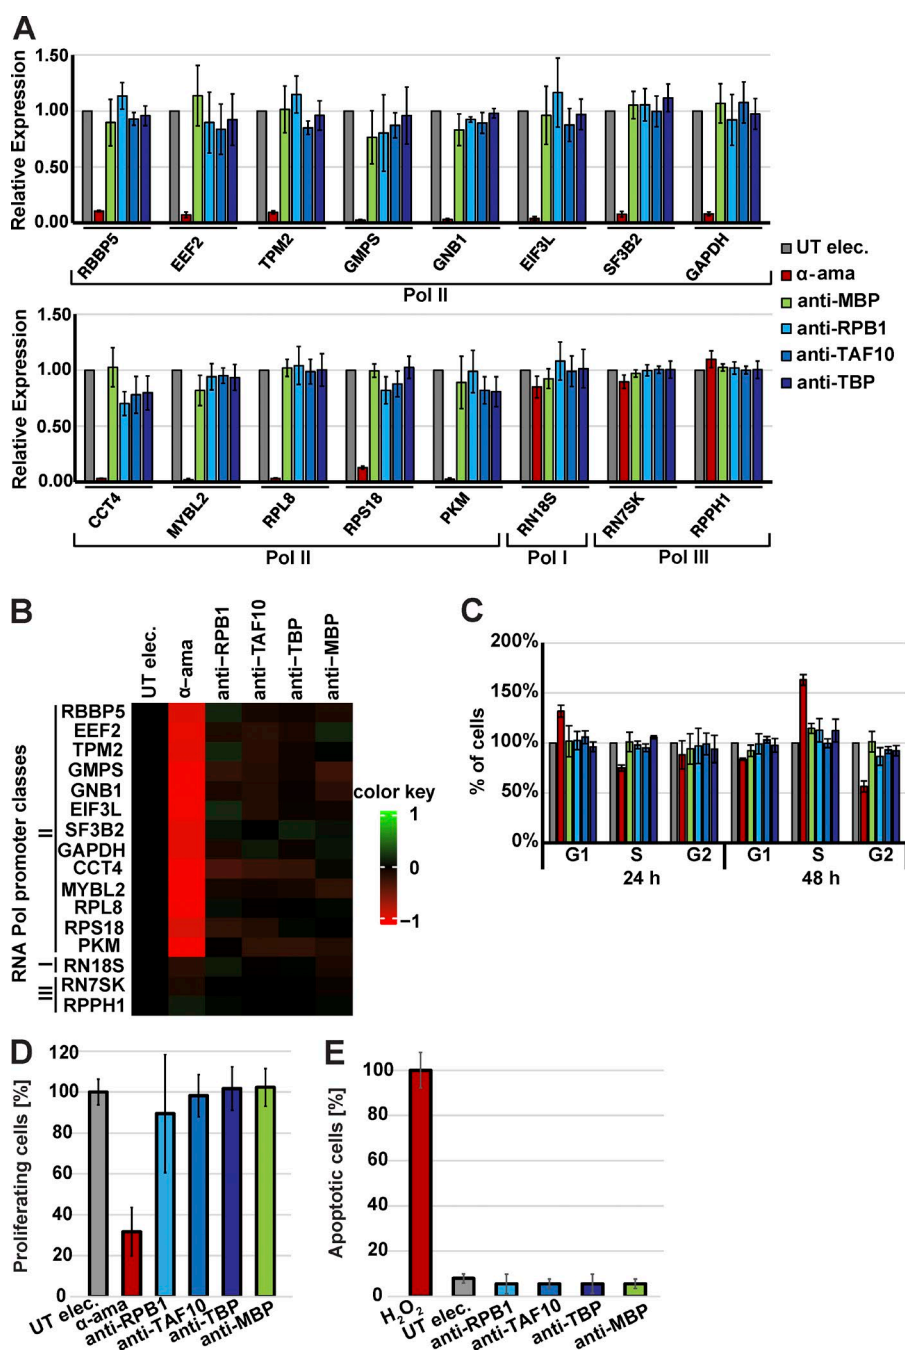 A
Relative Expression
1.50
1.00
0.50
0.00
RBBP5
EEF2
TPM2
GMPS
GNB1
EIF3L
SF3B2
GAPDH
Pol II
UT elec.
α-ama
anti-MBP
anti-RPB1
anti-TAF10
anti-TBP
Relative Expression
1.50
1.00
0.50
0.00
CCT4
MYBL2
RPL8
RPS18
PKM
RN18S
RN7SK
RPPH1
Pol II
Pol I
Pol III
B
UT elec.
α−ama
anti−RPB1
anti−TAF10
anti−TBP
anti−MBP
RNA Pol promoter classes
II
I
III
RBBP5
EEF2
TPM2
GMPS
GNB1
EIF3L
SF3B2
GAPDH
CCT4
MYBL2
RPL8
RPS18
PKM
RN18S
RN7SK
RPPH1
color key
1
0
−1
C
% of cells
200%
150%
100%
50%
0%
G1 S G2 G1 S G2
24 h 48 h
D
Proliferating cells [%]
120
100
80
60
40
20
0
UT elec.
α-ama
anti-RPB1
anti-TAF10
anti-TBP
anti-MBP
E
Apoptotic cells [%]
100
80
60
40
20
0
H2O2
UT elec.
anti-RPB1
anti-TAF10
anti-TBP
anti-MBP